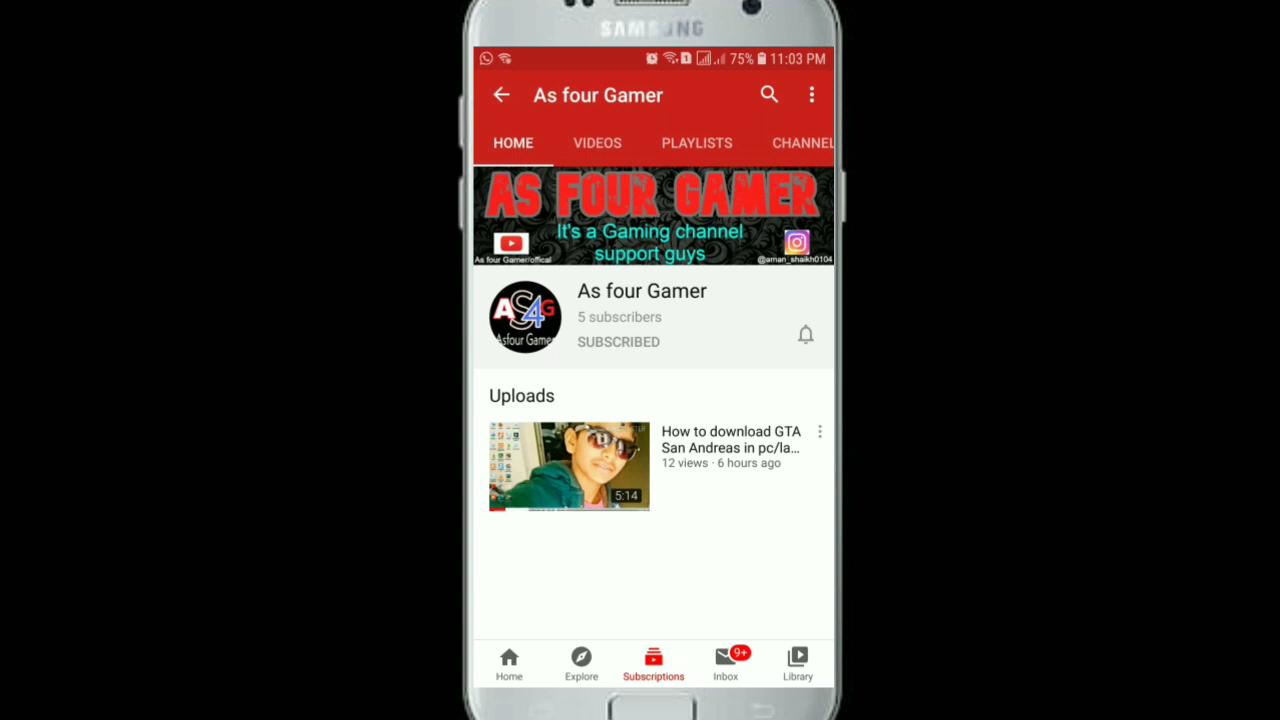 SAMSUNG
75% 11:03 PM
As four Gamer
HOME VIDEOS PLAYLISTS CHANNEL
AS FOUR GAMER
It's a Gaming channel
support guys
As four Gamer/offical
@aman_shaikh0104
AS4G
Asfour Gamer
As four Gamer
5 subscribers
SUBSCRIBED
Uploads
How to download GTA
San Andreas in pc/la...
12 views · 6 hours ago
5:14
9+
Home Explore Subscriptions Inbox Library